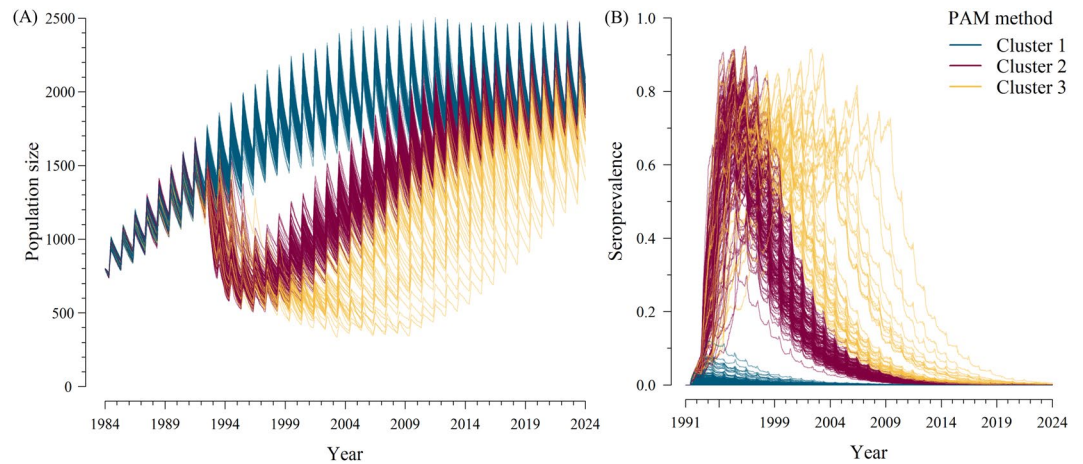 (A)
2500
2000
1500
1000
500
0
Population size
1984 1989 1994 1999 2004 2009 2014 2019 2024
Year
(B)
1.0
0.8
0.6
0.4
0.2
0.0
Seroprevalence
1991 1999 2004 2009 2014 2019 2024
Year
PAM method
Cluster 1
Cluster 2
Cluster 3